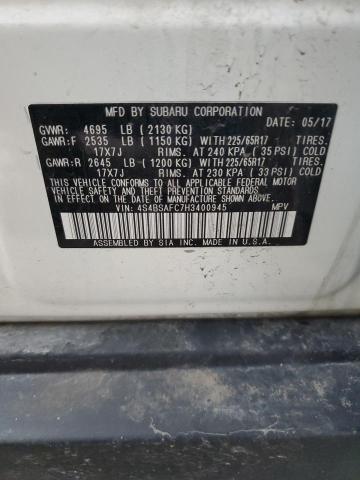 MFD BY SUBARU CORPORATION
GVWR: 4695 LB (2130 KG) DATE: 05/17
GAWR:F 2535 LB (1150 KG) WITH 225/65R17 TIRES.
17X7J RIMS. AT 240 KPA (35 PSI) COLD
GAWR:R 2645 LB (1200 KG) WITH 225/65R17 TIRES.
17X7J RIMS. AT 230 KPA (33 PSI) COLD
THIS VEHICLE CONFORMS TO ALL APPLICABLE FEDERAL MOTOR
VEHICLE SAFETY AND BUMPER STANDARDS IN EFFECT ON THE
DATE OF MANUFACTURE SHOWN ABOVE.
VIN: 4S4BSAFC7H3400945 MPV
ASSEMBLED BY SIA INC. MADE IN U.S.A.